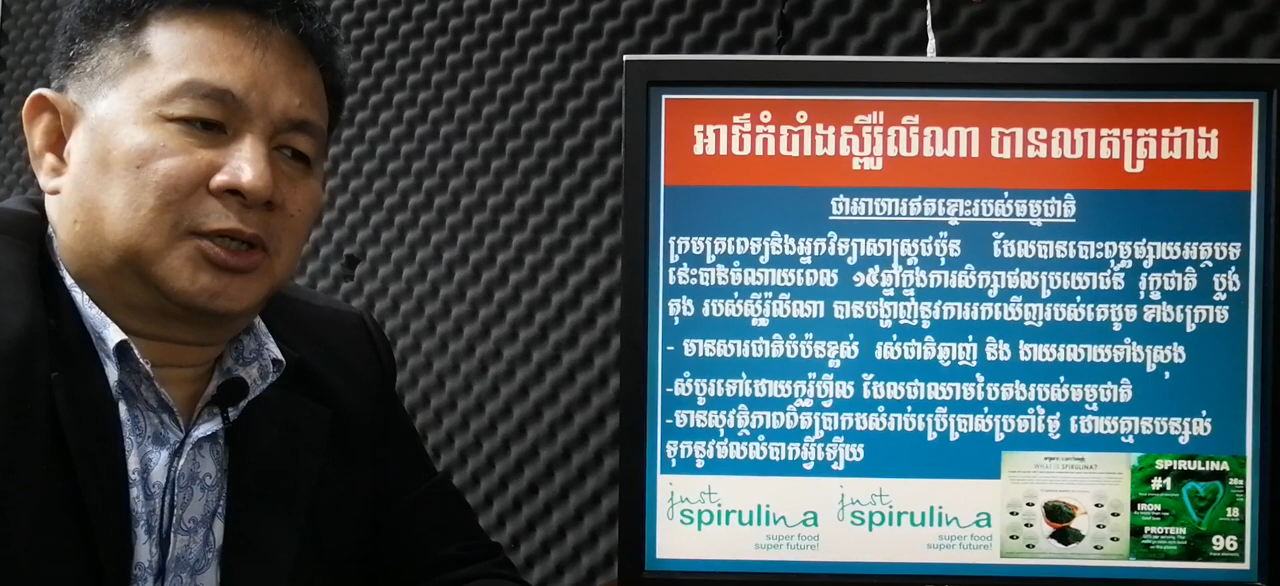 អាថ៌កំបាំងស្ពីរ៉ូលីណា បានលាតត្រដាង
ជាអាហារឥតខ្ចោះរបស់ធម្មជាតិ
ក្រុមគ្រូពេទ្យនិងអ្នកវិទ្យាសាស្ត្រជប៉ុន ដែលបានបោះពុម្ពផ្សាយអត្ថបទ
នេះបានចំណាយពេល ១៥ឆ្នាំក្នុងការសិក្សាផលប្រយោជន៍ រុក្ខជាតិ ប្លង់
តុង របស់ស្ពីរ៉ូលីណា បានបង្ហាញនូវការរកឃើញរបស់គេដូច ខាងក្រោម
- មានសារជាតិបំប៉នខ្ពស់ រស់ជាតិឆ្ងាញ់ និង ងាយរលាយទាំងស្រុង
-សំបូរទៅដោយក្លរ៉ូហ្វីល ដែលជាឈាមបៃតងរបស់ធម្មជាតិ
-មានសុវត្ថិភាពពិតប្រាកដសំរាប់ប្រើប្រាស់ប្រចាំថ្ងៃ ដោយគ្មានបន្សល់
ទុកនូវផលលំបាកអ្វីឡើយ
just spirulina
super food
super future!
just spirulina
super food
super future!
WHAT IS SPIRULINA?
SPIRULINA
#1
26x
IRON
18
PROTEIN
96